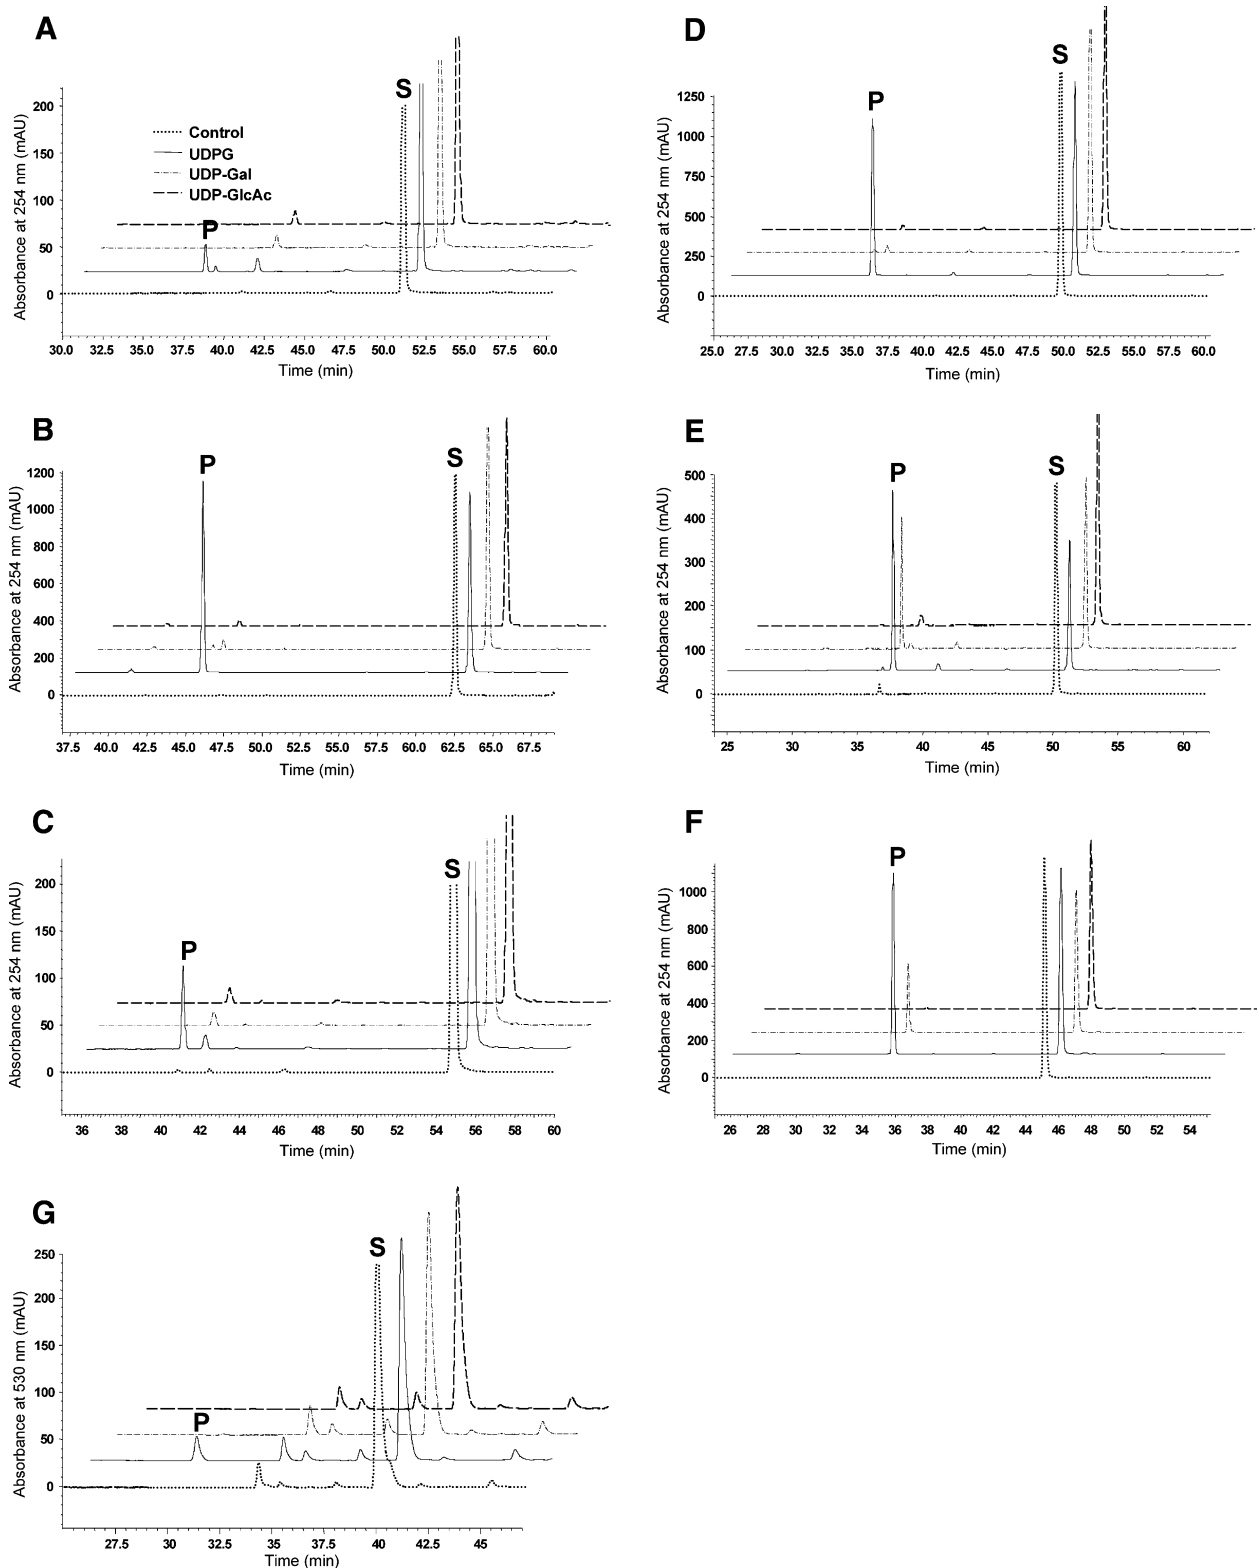 A
Absorbance at 254 nm (mAU)
200
150
100
50
0
Control
UDPG
UDP-Gal
UDP-GlcAc
P
S
30.0 32.5 35.0 37.5 40.0 42.5 45.0 47.5 50.0 52.5 55.0 57.5 60.0
Time (min)
D
Absorbance at 254 nm (mAU)
1250
1000
750
500
250
0
P
S
25.0 27.5 30.0 32.5 35.0 37.5 40.0 42.5 45.0 47.5 50.0 52.5 55.0 57.5 60.0
Time (min)
B
Absorbance at 254 nm (mAU)
1200
1000
800
600
400
200
0
P
S
37.5 40.0 42.5 45.0 47.5 50.0 52.5 55.0 57.5 60.0 62.5 65.0 67.5
Time (min)
E
Absorbance at 254 nm (mAU)
500
400
300
200
100
0
P
S
25 30 35 40 45 50 55 60
Time (min)
C
Absorbance at 254 nm (mAU)
200
150
100
50
0
P
S
36 38 40 42 44 46 48 50 52 54 56 58 60
Time (min)
F
Absorbance at 254 nm (mAU)
1000
800
600
400
200
0
P
26 28 30 32 34 36 38 40 42 44 46 48 50 52 54
Time (min)
G
Absorbance at 530 nm (mAU)
250
200
150
100
50
0
P
S
27.5 30 32.5 35 37.5 40 42.5 45
Time (min)